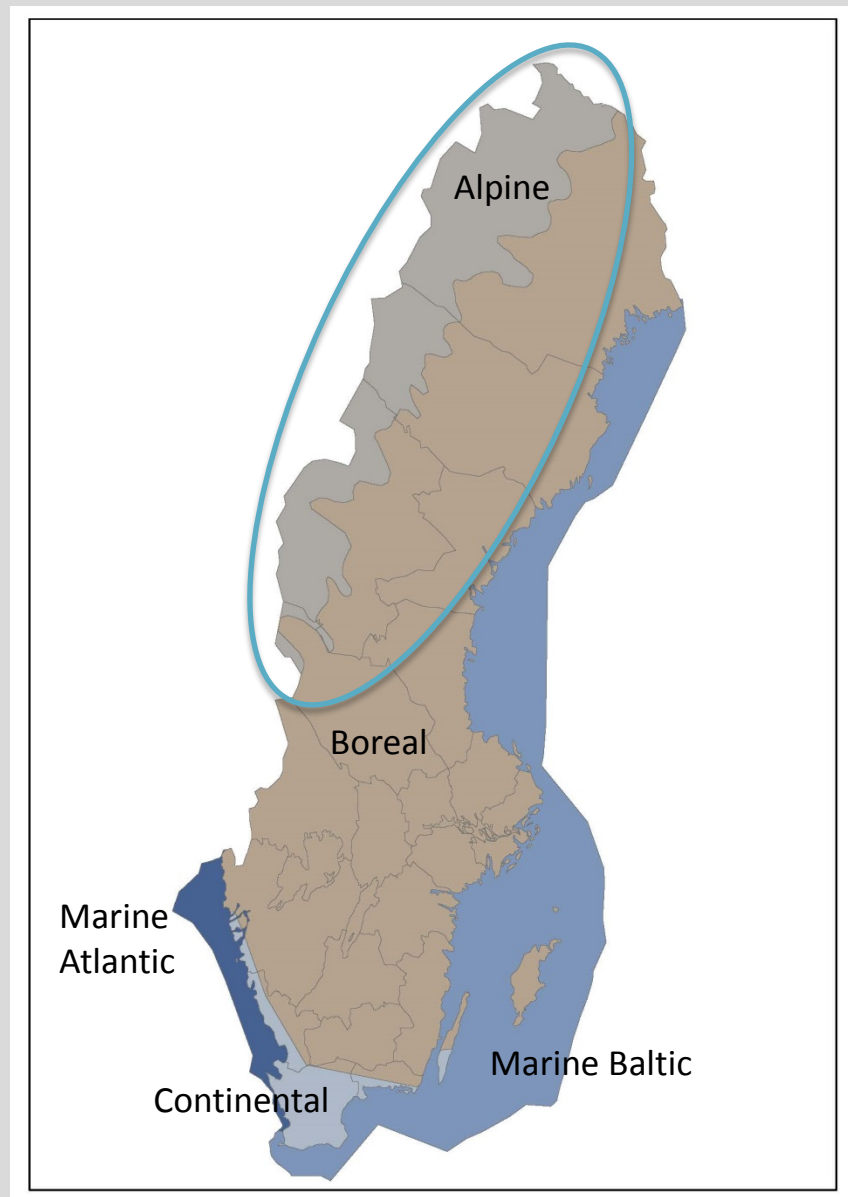 Alpine
Boreal
Marine
Atlantic
Marine Baltic
Continental